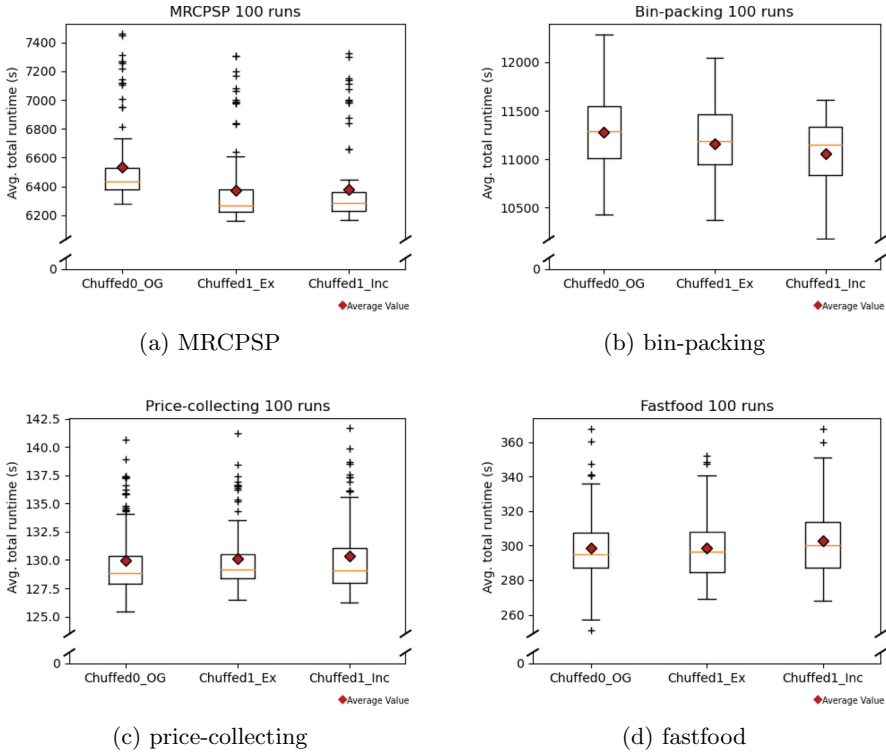 MRCPSP 100 runs
Avg. total runtime (s)
7400
7200
7000
6800
6600
6400
6200
0
Chuffed0_OG Chuffed1_Ex Chuffed1_Inc
Average Value
(a) MRCPSP
Bin-packing 100 runs
Avg. total runtime (s)
12000
11500
11000
10500
0
Chuffed0_OG Chuffed1_Ex Chuffed1_Inc
Average Value
(b) bin-packing
Price-collecting 100 runs
Avg. total runtime (s)
142.5
140.0
137.5
135.0
132.5
130.0
127.5
125.0
0
Chuffed0_OG Chuffed1_Ex Chuffed1_Inc
Average Value
(c) price-collecting
Fastfood 100 runs
Avg. total runtime (s)
360
340
320
300
280
260
0
Chuffed0_OG Chuffed1_Ex Chuffed1_Inc
Average Value
(d) fastfood